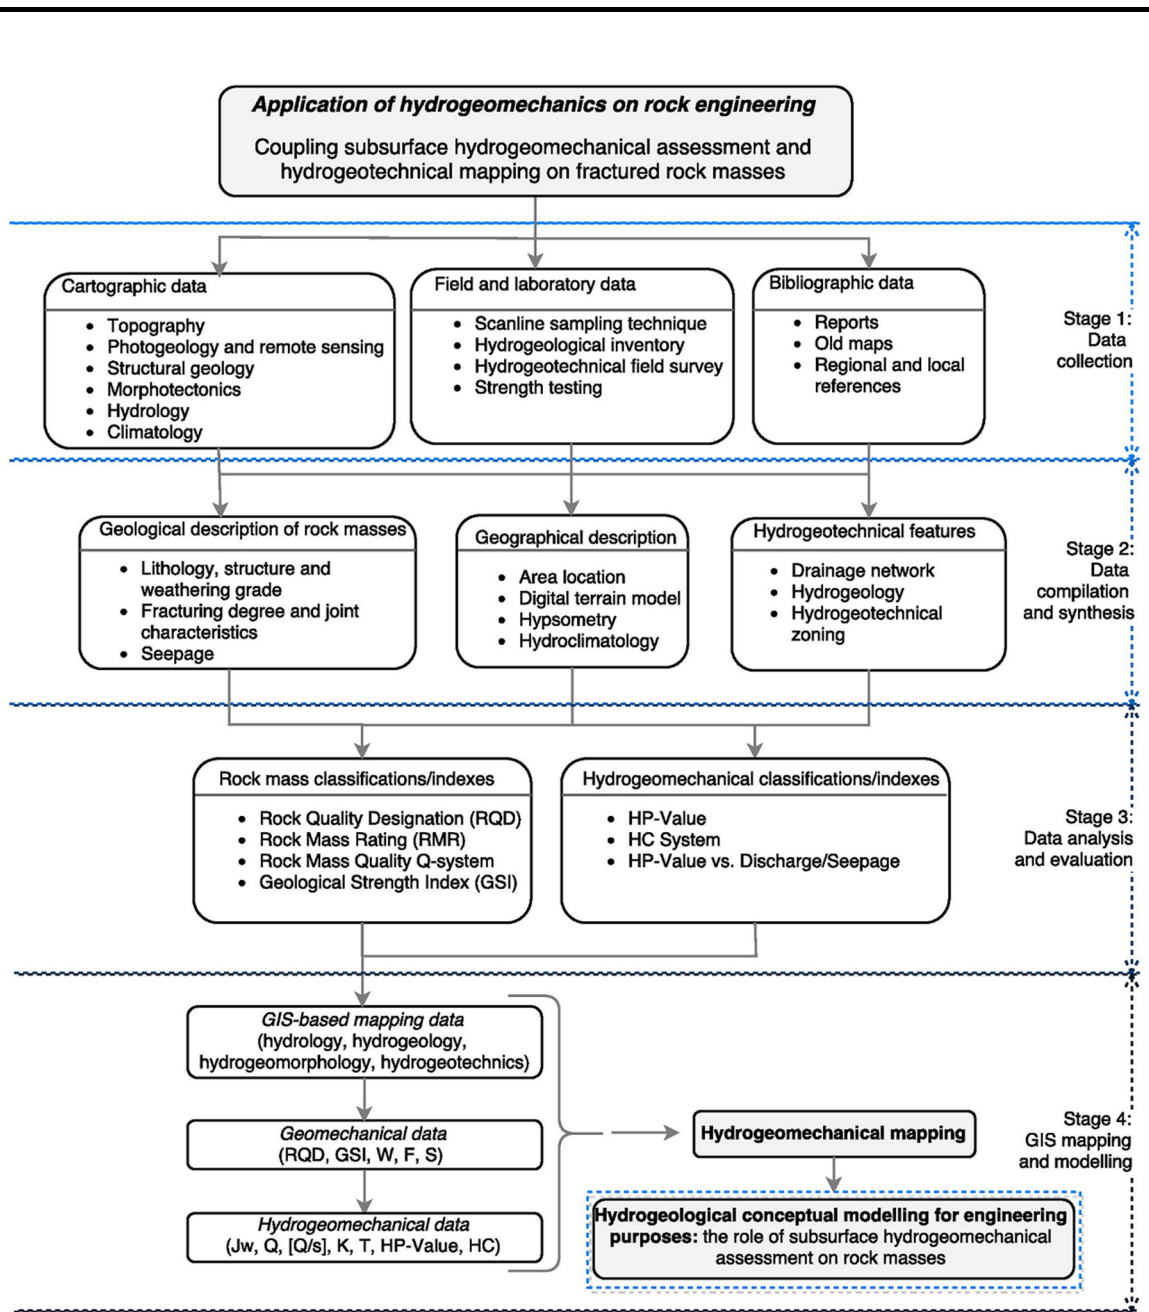 Application of hydrogeomechanics on rock engineering
Coupling subsurface hydrogeomechanical assessment and
hydrogeotechnical mapping on fractured rock masses
Cartographic data
• Topography
• Photogeology and remote sensing
• Structural geology
• Morphotectonics
• Hydrology
• Climatology
Field and laboratory data
• Scanline sampling technique
• Hydrogeological inventory
• Hydrogeotechnical field survey
• Strength testing
Bibliographic data
• Reports
• Old maps
• Regional and local
references
Stage 1:
Data
collection
Geological description of rock masses
• Lithology, structure and
weathering grade
• Fracturing degree and joint
characteristics
• Seepage
Geographical description
• Area location
• Digital terrain model
• Hypsometry
• Hydroclimatology
Hydrogeotechnical features
• Drainage network
• Hydrogeology
• Hydrogeotechnical
zoning
Stage 2:
Data
compilation
and synthesis
Rock mass classifications/indexes
• Rock Quality Designation (RQD)
• Rock Mass Rating (RMR)
• Rock Mass Quality Q-system
• Geological Strength Index (GSI)
Hydrogeomechanical classifications/indexes
• HP-Value
• HC System
• HP-Value vs. Discharge/Seepage
Stage 3:
Data analysis
and evaluation
GIS-based mapping data
(hydrology, hydrogeology,
hydrogeomorphology, hydrogeotechnics)
Geomechanical data
(RQD, GSI, W, F, S)
Hydrogeomechanical data
(Jw, Q, [Q/s], K, T, HP-Value, HC)
Hydrogeomechanical mapping
Hydrogeological conceptual modelling for engineering
purposes: the role of subsurface hydrogeomechanical
assessment on rock masses
Stage 4:
GIS mapping
and modelling